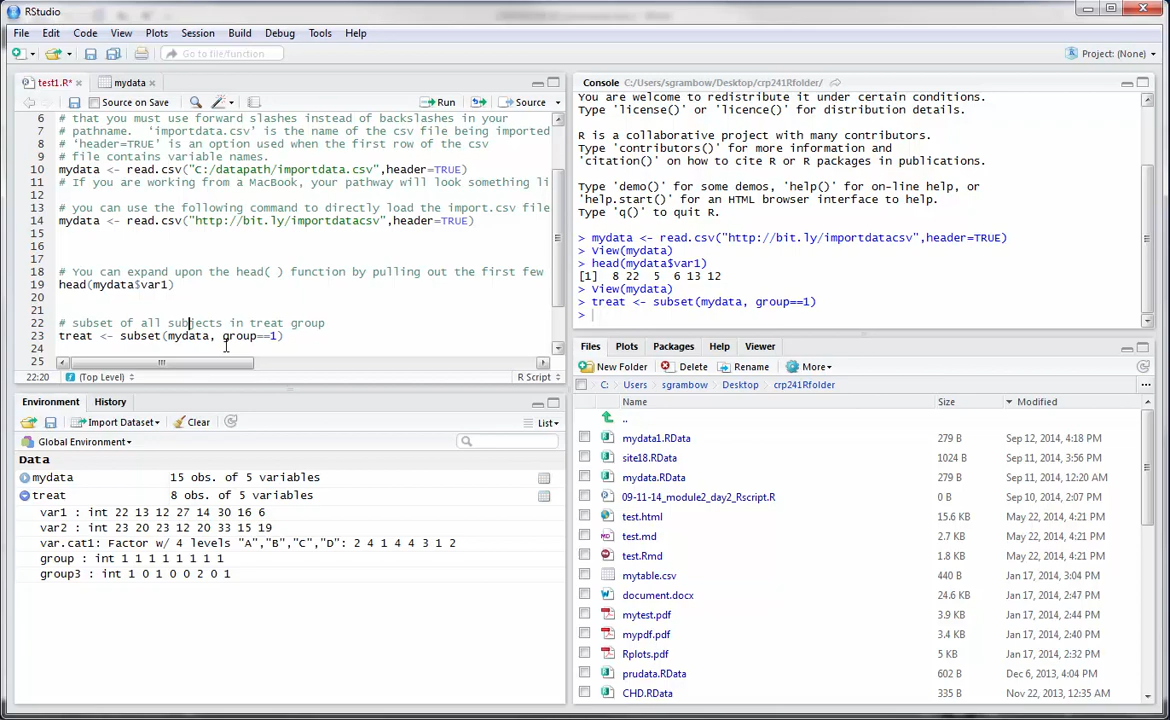 RStudio
File Edit Code View Plots Session Build Debug Tools Help
Go to file/function
Project: (None)
test1.R* mydata
Source on Save Run Source
6 # that you must use forward slashes instead of backslashes in your
7 # pathname. ‘importdata.csv’ is the name of the csv file being imported
8 # ‘header=TRUE’ is an option used when the first row of the csv
9 # file contains variable names.
10 mydata <- read.csv("C:/datapath/importdata.csv",header=TRUE)
11 # If you are working from a MacBook, your pathway will look something li
12
13 # you can use the following command to directly load the import.csv file
14 mydata <- read.csv("http://bit.ly/importdatacsv",header=TRUE)
15
16
17
18 # You can expand upon the head( ) function by pulling out the first few
19 head(mydata$var1)
20
21
22 # subset of all subjects in treat group
23 treat <- subset(mydata, group==1)
24
25
22:20 (Top Level) R Script
Console C:/Users/sgrambow/Desktop/crp241Rfolder/
You are welcome to redistribute it under certain conditions.
Type 'license()' or 'licence()' for distribution details.
R is a collaborative project with many contributors.
Type 'contributors()' for more information and
'citation()' on how to cite R or R packages in publications.
Type 'demo()' for some demos, 'help()' for on-line help, or
'help.start()' for an HTML browser interface to help.
Type 'q()' to quit R.
> mydata <- read.csv("http://bit.ly/importdatacsv",header=TRUE)
> View(mydata)
> head(mydata$var1)
[1] 8 22 5 6 13 12
> View(mydata)
> treat <- subset(mydata, group==1)
>
Environment History
Import Dataset Clear List
Global Environment
Data
mydata 15 obs. of 5 variables
treat 8 obs. of 5 variables
var1 : int 22 13 12 27 14 30 16 6
var2 : int 23 20 23 12 20 33 15 19
var.cat1: Factor w/ 4 levels "A","B","C","D": 2 4 1 4 4 3 1 2
group : int 1 1 1 1 1 1 1 1
group3 : int 1 0 1 0 0 2 0 1
Files Plots Packages Help Viewer
New Folder Delete Rename More
C: Users sgrambow Desktop crp241Rfolder
Name Size Modified
..
mydata1.RData 279 B Sep 12, 2014, 4:18 PM
site18.RData 1024 B Sep 11, 2014, 3:56 PM
mydata.RData 279 B Sep 11, 2014, 12:20 AM
09-11-14_module2_day2_Rscript.R 0 B Sep 10, 2014, 2:07 PM
test.html 15.6 KB May 22, 2014, 4:21 PM
test.md 2.7 KB May 22, 2014, 4:21 PM
test.Rmd 1.8 KB May 22, 2014, 4:21 PM
mytable.csv 440 B Jan 17, 2014, 3:04 PM
document.docx 24.6 KB Jan 17, 2014, 2:47 PM
mytest.pdf 3.9 KB Jan 17, 2014, 2:44 PM
mypdf.pdf 3.4 KB Jan 17, 2014, 2:40 PM
Rplots.pdf 5 KB Jan 17, 2014, 2:32 PM
prudata.RData 602 B Dec 6, 2013, 4:04 PM
CHD.RData 335 B Nov 22, 2013, 12:35 AM